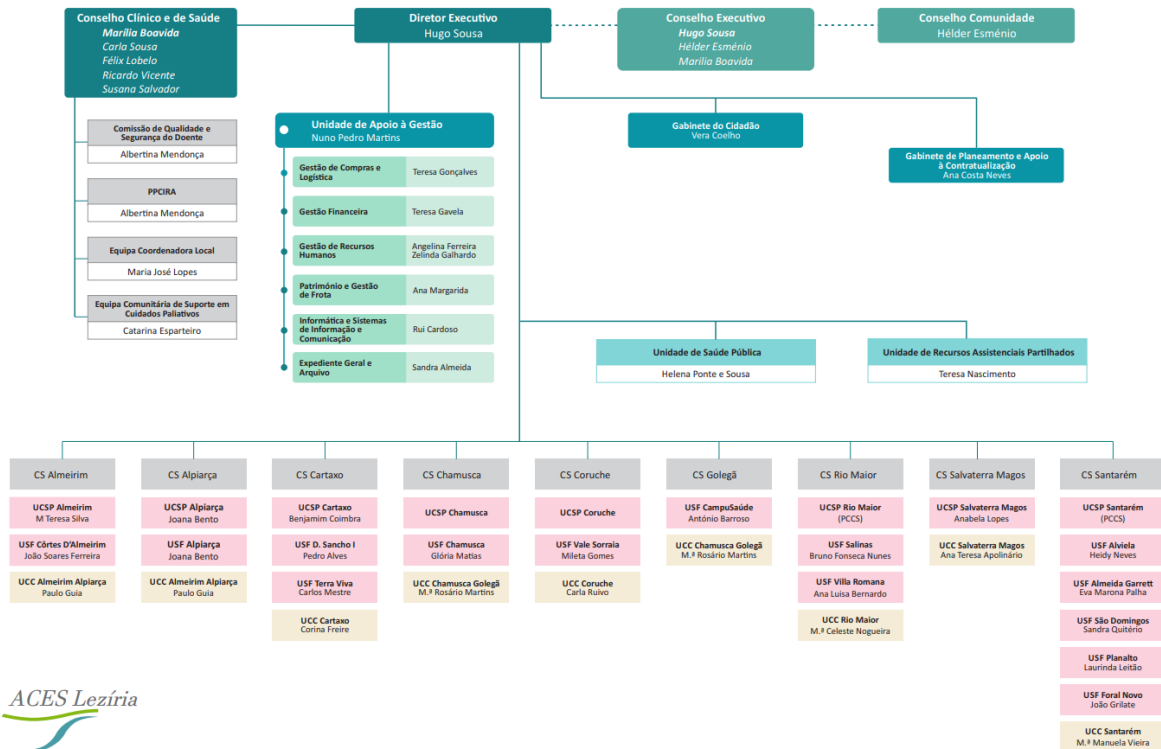 Conselho Clínico e de Saúde
Marilia Boavida
Carla Sousa
Félix Lobelo
Ricardo Vicente
Susana Salvador
Diretor Executivo
Hugo Sousa
Conselho Executivo
Hugo Sousa
Hélder Esménio
Marilia Boavida
Conselho Comunidade
Hélder Esménio
Comissão de Qualidade e
Segurança do Doente
Albertina Mendonça
PPCIRA
Albertina Mendonça
Equipa Coordenadora Local
Maria José Lopes
Equipa Comunitária de Suporte em
Cuidados Paliativos
Catarina Esparteiro
Unidade de Apoio à Gestão
Nuno Pedro Martins
Gestão de Compras e
Logística
Teresa Gonçalves
Gestão Financeira
Teresa Gavela
Gestão de Recursos
Humanos
Angelina Ferreira
Zelinda Galhardo
Património e Gestão
de Frota
Ana Margarida
Informática e Sistemas
de Informação e
Comunicação
Rui Cardoso
Expediente Geral e
Arquivo
Sandra Almeida
Gabinete do Cidadão
Vera Coelho
Gabinete de Planeamento e Apoio
à Contratualização
Ana Costa Neves
Unidade de Saúde Pública
Helena Ponte e Sousa
Unidade de Recursos Assistenciais Partilhados
Teresa Nascimento
CS Almeirim
UCSP Almeirim
M Teresa Silva
USF Côrtes D'Almeirim
João Soares Ferreira
UCC Almeirim Alpiarça
Paulo Guia
CS Alpiarça
UCSP Alpiarça
Joana Bento
USF Alpiarça
Joana Bento
UCC Almeirim Alpiarça
Paulo Guia
CS Cartaxo
UCSP Cartaxo
Benjamim Coimbra
USF D. Sancho I
Pedro Alves
USF Terra Viva
Carlos Mestre
UCC Cartaxo
Corina Freire
CS Chamusca
UCSP Chamusca
USF Chamusca
Glória Matias
UCC Chamusca Golegã
M.ª Rosário Martins
CS Coruche
UCSP Coruche
USF Vale Sorraia
Mileta Gomes
UCC Coruche
Carla Ruivo
CS Golegã
USF CampuSaúde
António Barroso
UCC Chamusca Golegã
M.ª Rosário Martins
CS Rio Maior
UCSP Rio Maior
(PCCS)
USF Salinas
Bruno Fonseca Nunes
USF Villa Romana
Ana Luisa Bernardo
UCC Rio Maior
M.ª Celeste Nogueira
CS Salvaterra Magos
UCSP Salvaterra Magos
Anabela Lopes
UCC Salvaterra Magos
Ana Teresa Apolinário
CS Santarém
UCSP Santarém
(PCCS)
USF Alviela
Heidy Neves
USF Almeida Garrett
Eva Marona Palha
USF São Domingos
Sandra Quitério
USF Planalto
Laurinda Leitão
USF Foral Novo
João Grilate
UCC Santarém
M.ª Manuela Vieira
ACES Lezíria